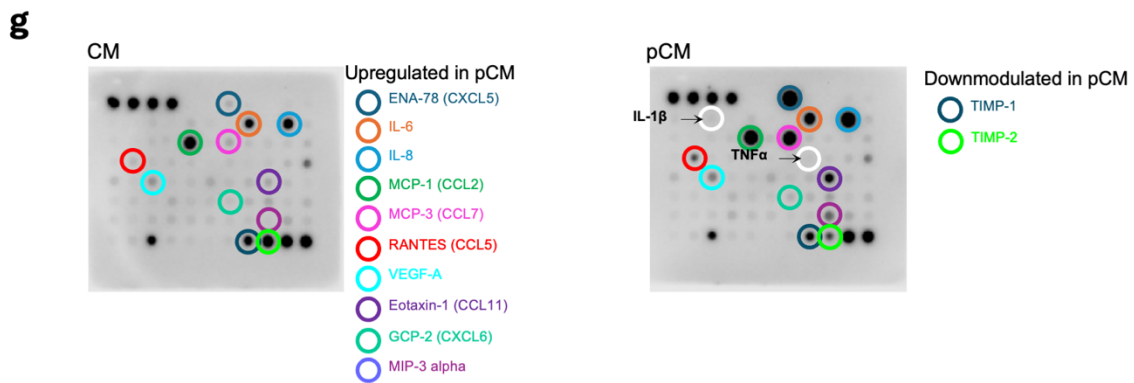 g
CM
Upregulated in pCM
ENA-78 (CXCL5)
IL-6
IL-8
MCP-1 (CCL2)
MCP-3 (CCL7)
RANTES (CCL5)
VEGF-A
Eotaxin-1 (CCL11)
GCP-2 (CXCL6)
MIP-3 alpha
pCM
IL-1β
TNFα
Downmodulated in pCM
TIMP-1
TIMP-2